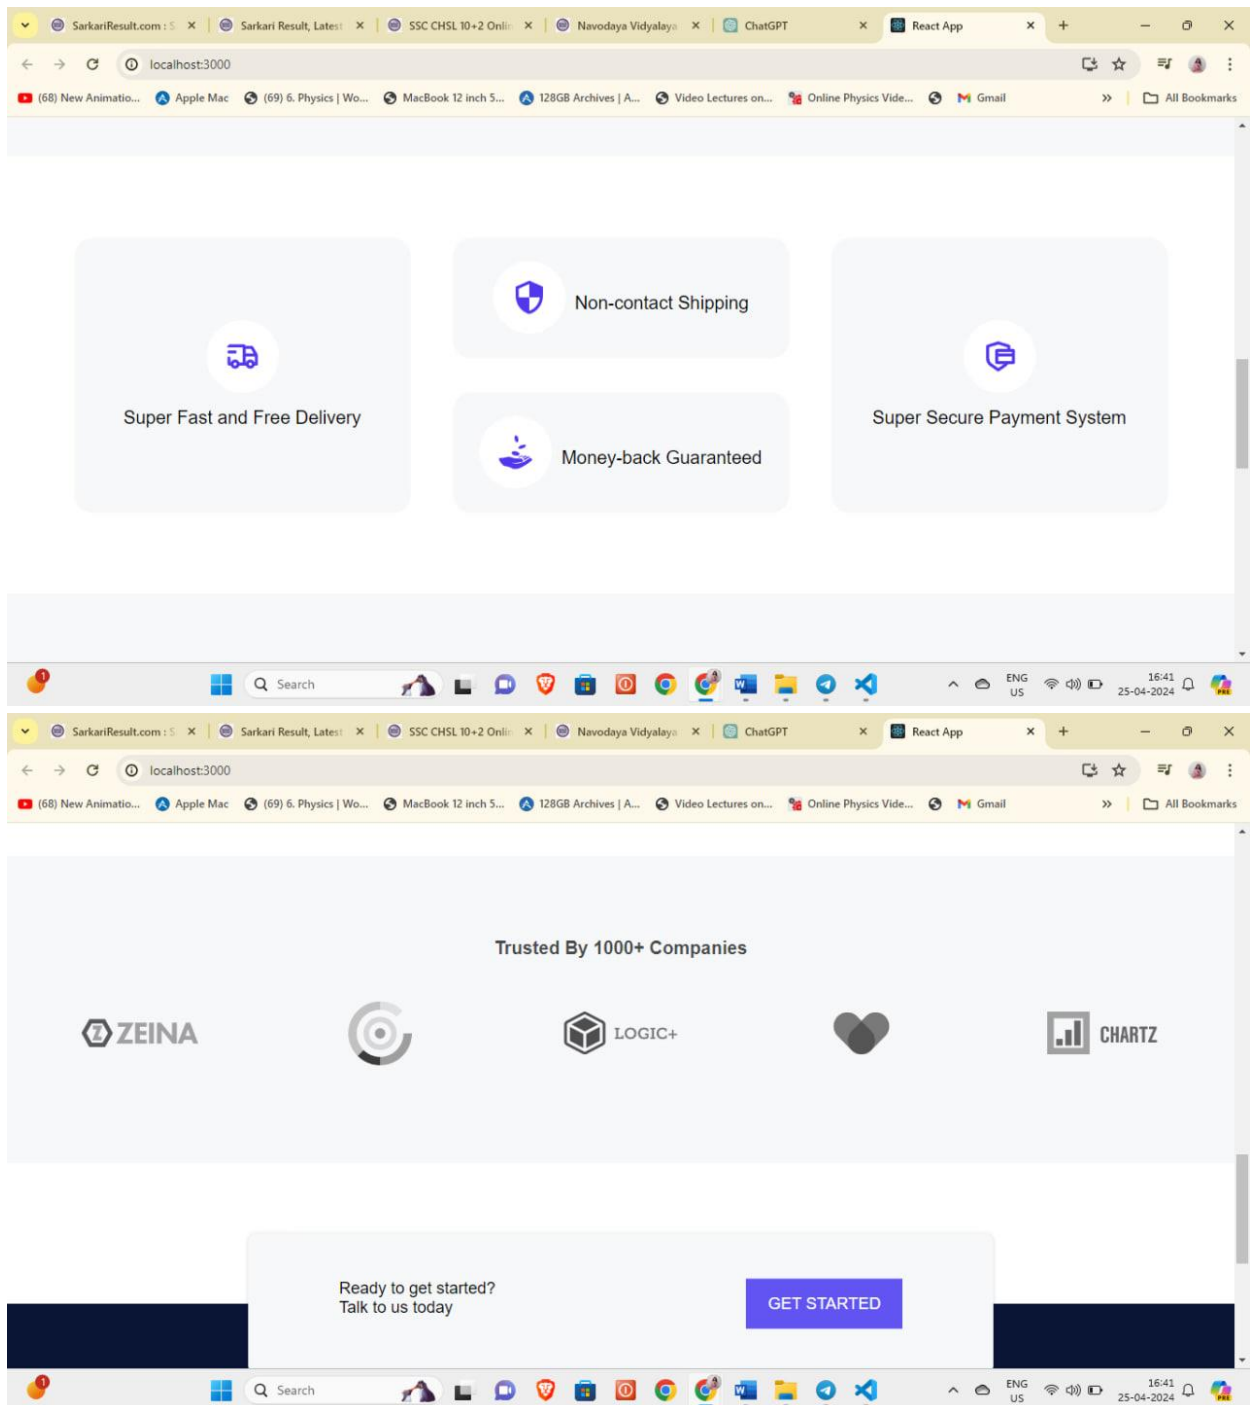 SarkariResult.com : S
Sarkari Result, Latest
SSC CHSL 10+2 Onlin
Navodaya Vidyalaya
ChatGPT
React App
localhost:3000
(68) New Animatio...
Apple Mac
(69) 6. Physics | Wo...
MacBook 12 inch 5...
128GB Archives | A...
Video Lectures on...
Online Physics Vide...
Gmail
All Bookmarks
Super Fast and Free Delivery
Non-contact Shipping
Money-back Guaranteed
Super Secure Payment System
Search
ENG
US
16:41
25-04-2024
SarkariResult.com : S
Sarkari Result, Latest
SSC CHSL 10+2 Onlin
Navodaya Vidyalaya
ChatGPT
React App
localhost:3000
(68) New Animatio...
Apple Mac
(69) 6. Physics | Wo...
MacBook 12 inch 5...
128GB Archives | A...
Video Lectures on...
Online Physics Vide...
Gmail
All Bookmarks
Trusted By 1000+ Companies
ZEINA
LOGIC+
CHARTZ
Ready to get started?
Talk to us today
GET STARTED
Search
ENG
US
16:41
25-04-2024